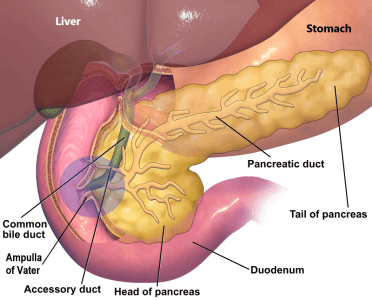 Liver
Stomach
Pancreatic duct
Tail of pancreas
Common
bile duct
Ampulla
of Vater
Duodenum
Accessory duct
Head of pancreas